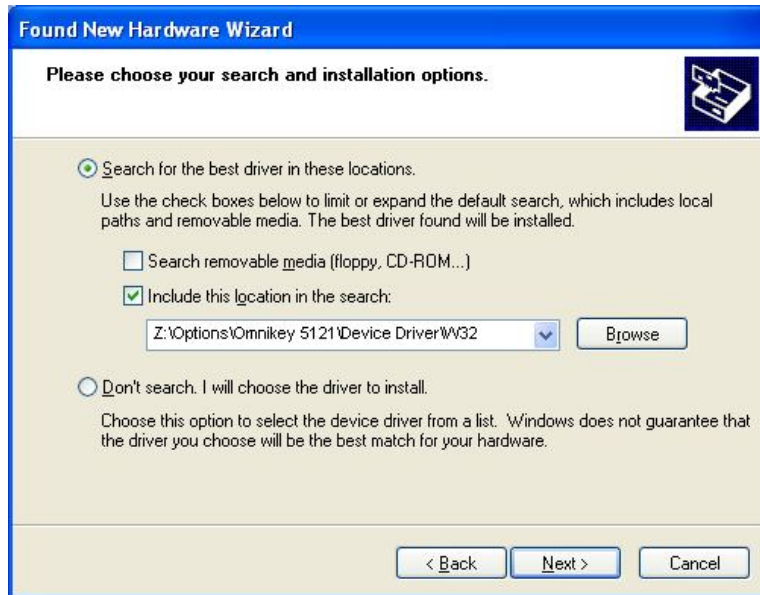 Found New Hardware Wizard
Please choose your search and installation options.
Search for the best driver in these locations.
Use the check boxes below to limit or expand the default search, which includes local
paths and removable media. The best driver found will be installed.
Search removable media (floppy, CD-ROM...)
Include this location in the search:
Z:\Options\Omnikey 5121\Device Driver\W32
Browse
Don't search. I will choose the driver to install.
Choose this option to select the device driver from a list. Windows does not guarantee that
the driver you choose will be the best match for your hardware.
< Back Next > Cancel